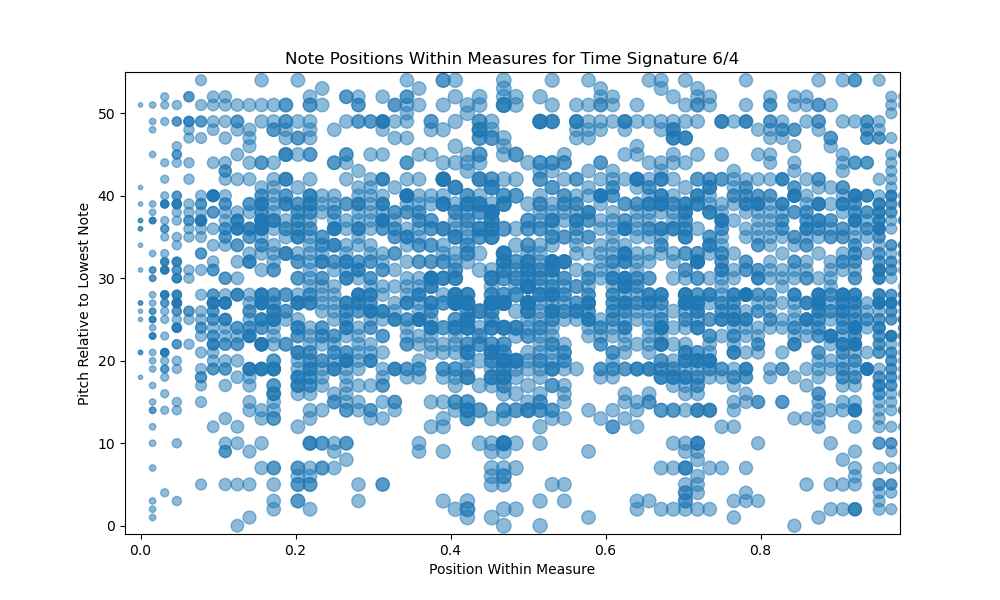 Note Positions Within Measures for Time Signature 6/4
50
40
30
20
10
0
Pitch Relative to Lowest Note
0.0 0.2 0.4 0.6 0.8
Position Within Measure